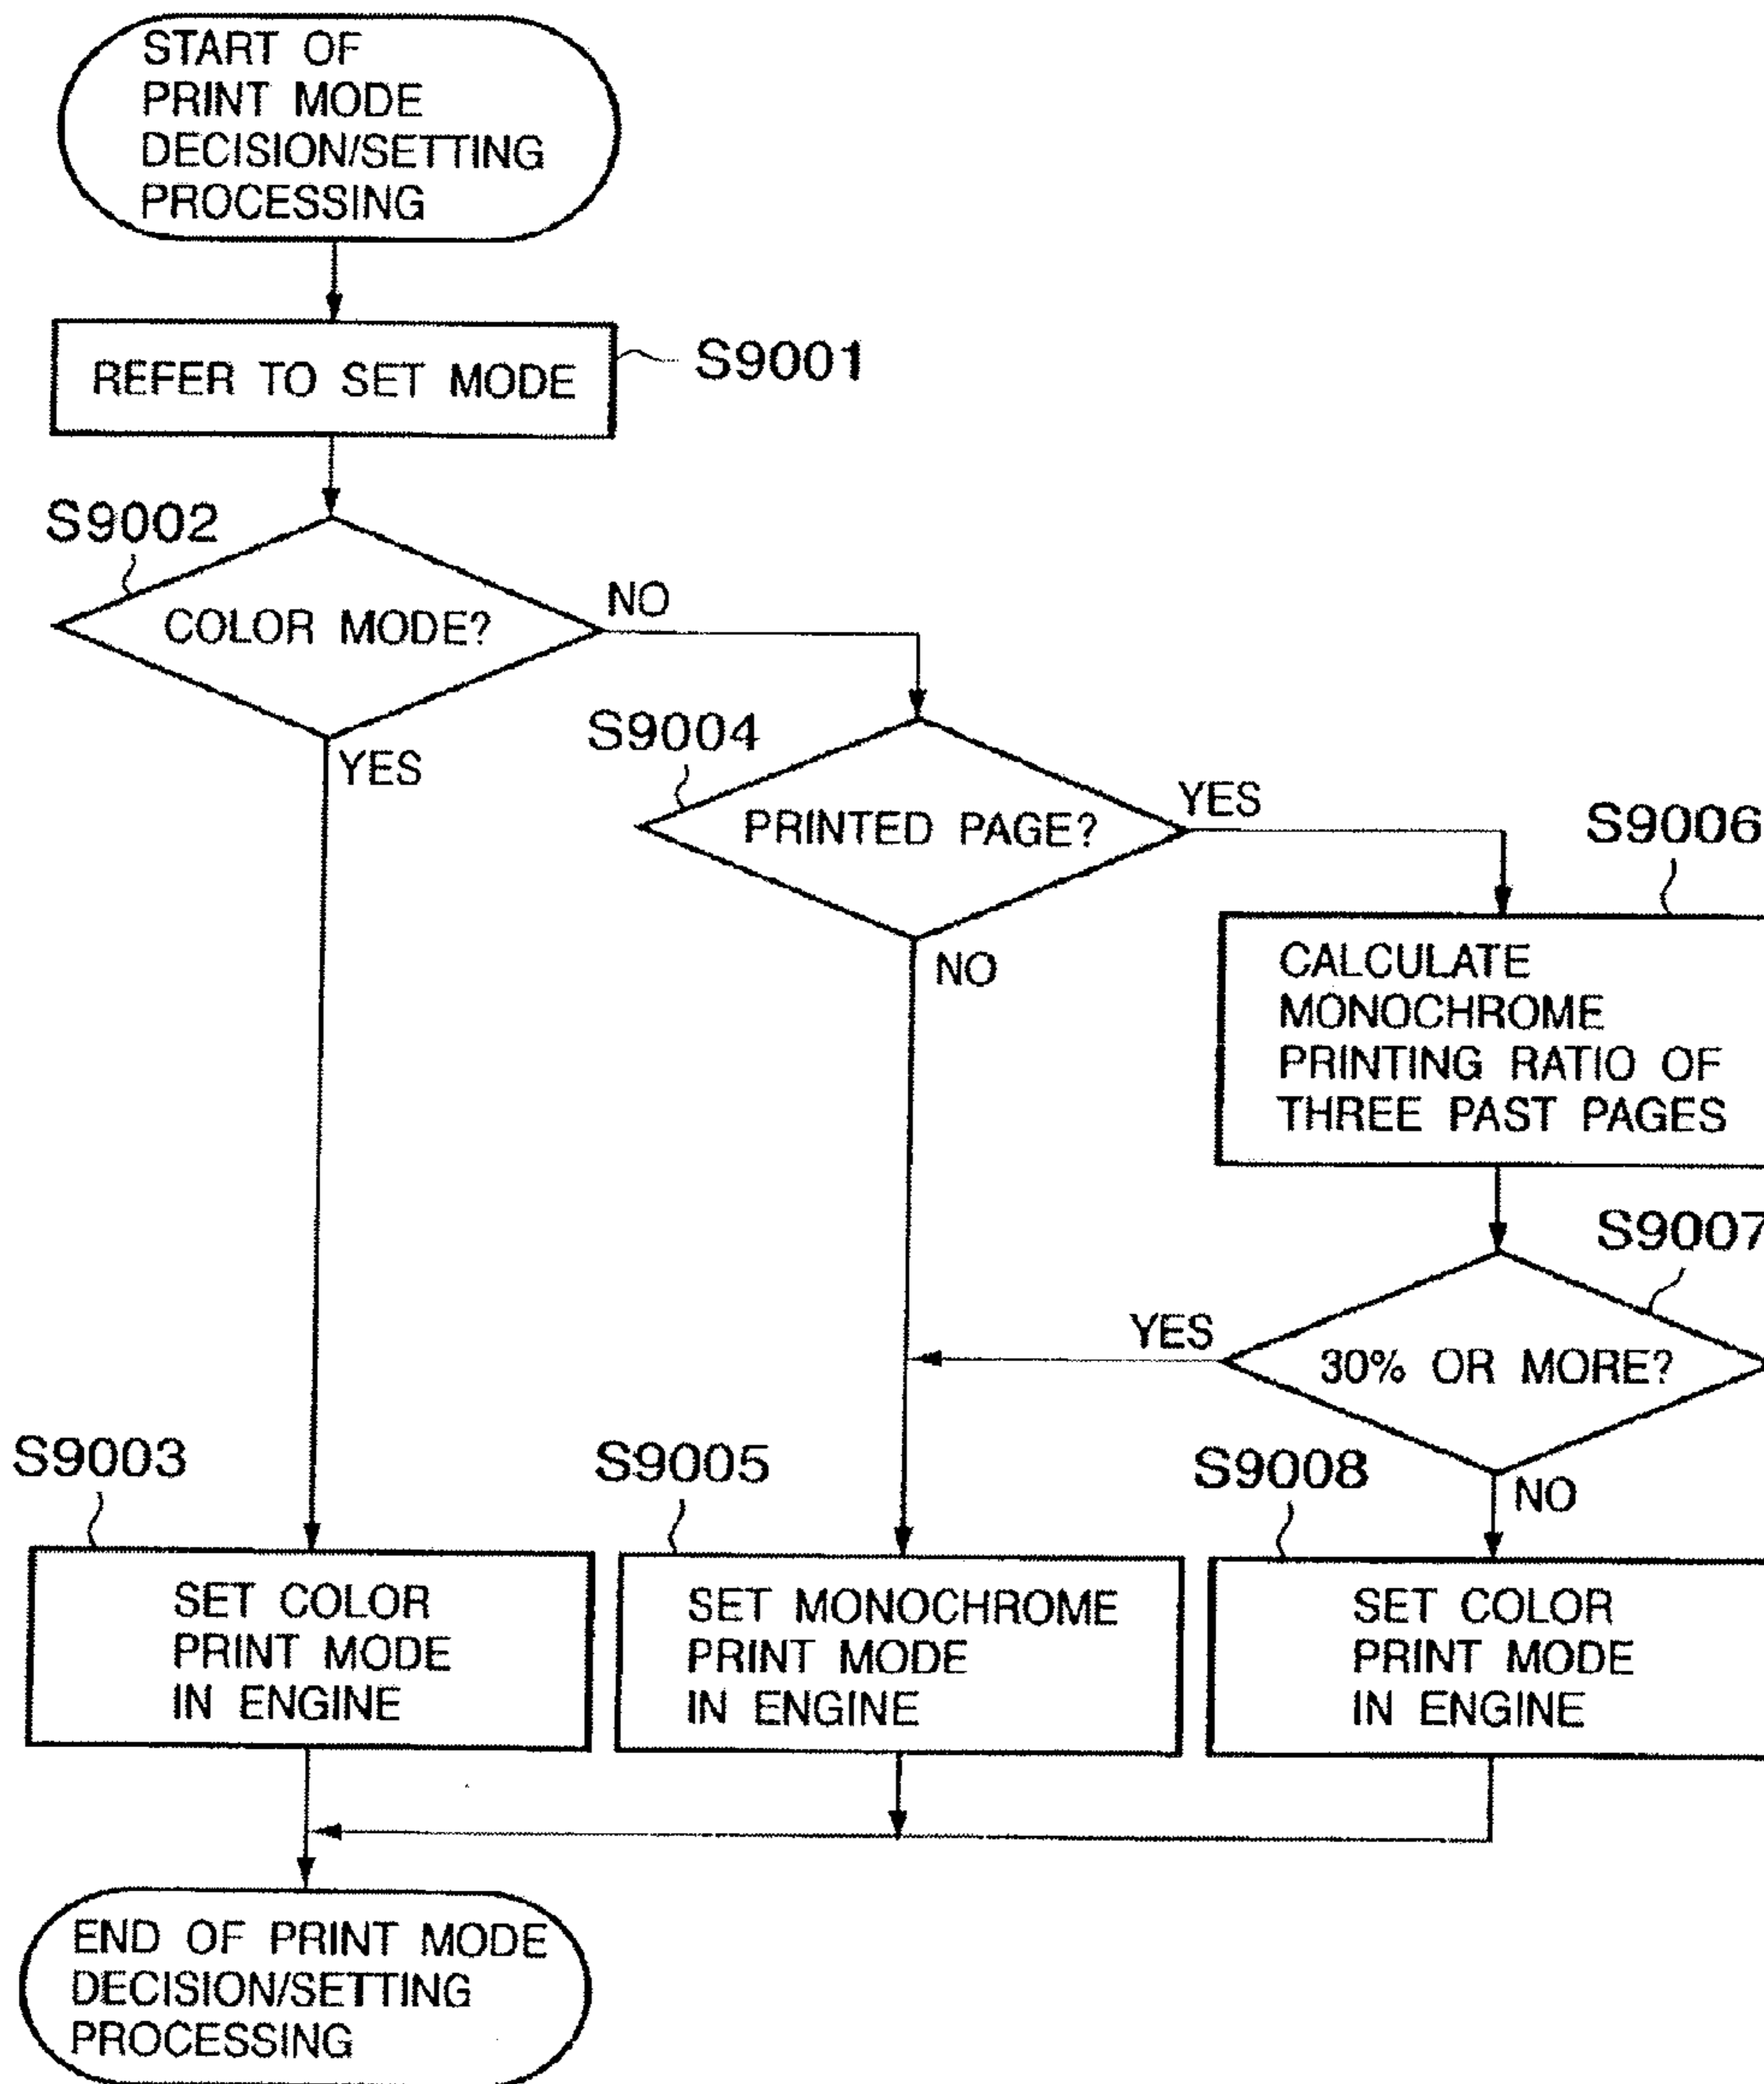 START OF
PRINT MODE
DECISION/SETTING
PROCESSING
REFER TO SET MODE
S9001
S9002
COLOR MODE?
NO
YES
S9004
PRINTED PAGE?
YES
NO
S9006
CALCULATE
MONOCHROME
PRINTING RATIO OF
THREE PAST PAGES
S9007
30% OR MORE?
YES
NO
S9003
SET COLOR
PRINT MODE
IN ENGINE
S9005
SET MONOCHROME
PRINT MODE
IN ENGINE
S9008
SET COLOR
PRINT MODE
IN ENGINE
END OF PRINT MODE
DECISION/SETTING
PROCESSING